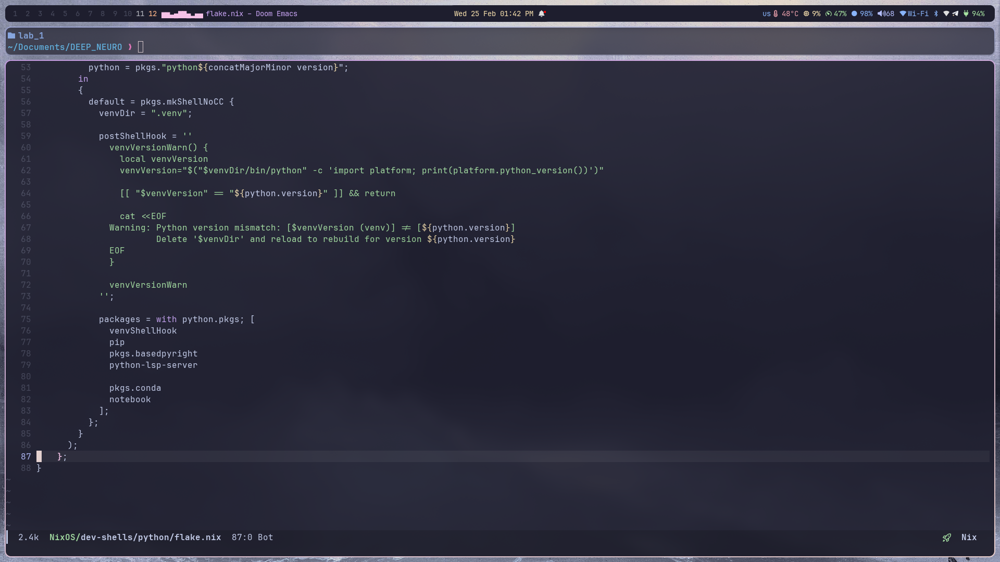 1 2 3 4 5 6 7 8 9 10 11 12 flake.nix – Doom Emacs Wed 25 Feb 01:42 PM us 48°C 9% 47% 98% 68 Wi-Fi 94%
lab_1
~/Documents/DEEP_NEURO ❯
53 python = pkgs."python${concatMajorMinor version}";
54 in
55 {
56 default = pkgs.mkShellNoCC {
57 venvDir = ".venv";
58
59 postShellHook = ''
60 venvVersionWarn() {
61 local venvVersion
62 venvVersion="$("$venvDir/bin/python" -c 'import platform; print(platform.python_version())')"
63
64 [[ "$venvVersion" == "${python.version}" ]] && return
65
66 cat <<EOF
67 Warning: Python version mismatch: [$venvVersion (venv)] != [${python.version}]
68 Delete '$venvDir' and reload to rebuild for version ${python.version}
69 EOF
70 }
71
72 venvVersionWarn
73 '';
74
75 packages = with python.pkgs; [
76 venvShellHook
77 pip
78 pkgs.basedpyright
79 python-lsp-server
80
81 pkgs.conda
82 notebook
83 ];
84 };
85 }
86 );
87 };
88 }
~
~
~
~
~
2.4k NixOS/dev-shells/python/flake.nix 87:0 Bot Nix